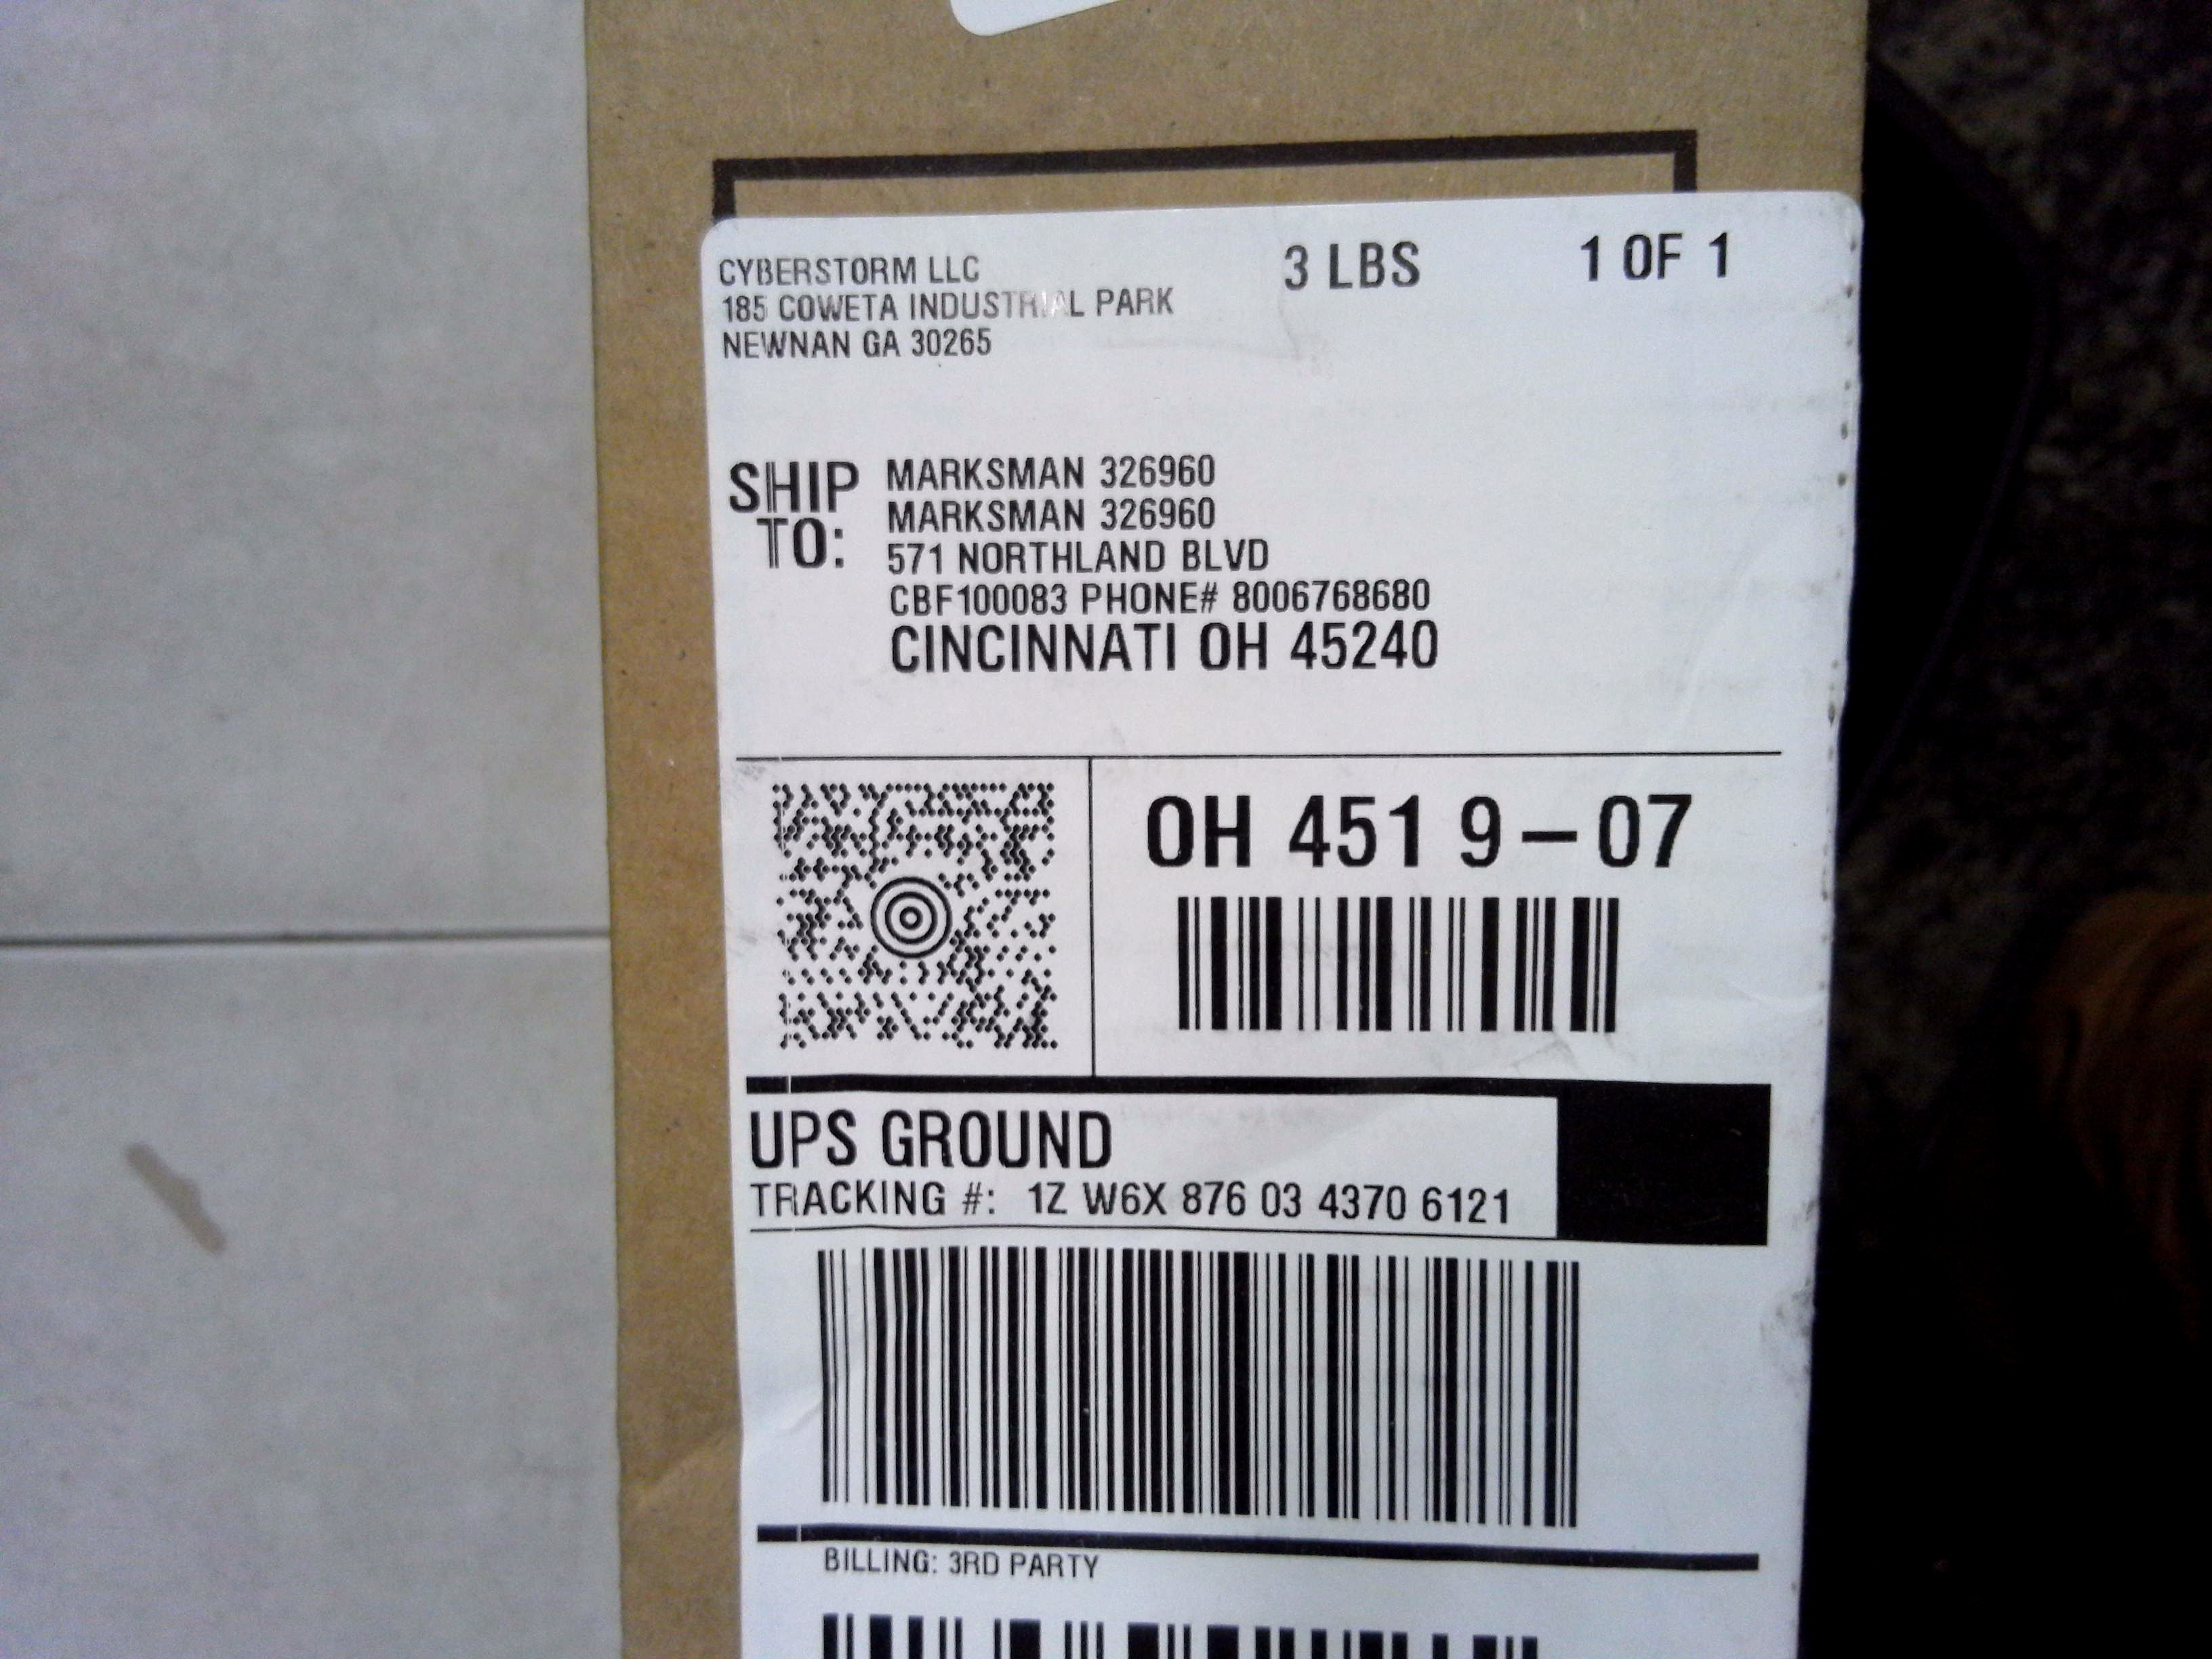 CYBERSTORM LLC
185 COWETA INDUSTRIAL PARK
NEWNAN GA 30265
3 LBS
1 OF 1
SHIP TO:
MARKSMAN 326960
MARKSMAN 326960
571 NORTHLAND BLVD
CBF100083 PHONE# 8006768680
CINCINNATI OH 45240
OH 451 9-07
UPS GROUND
TRACKING #: 1Z W6X 876 03 4370 6121
BILLING: 3RD PARTY